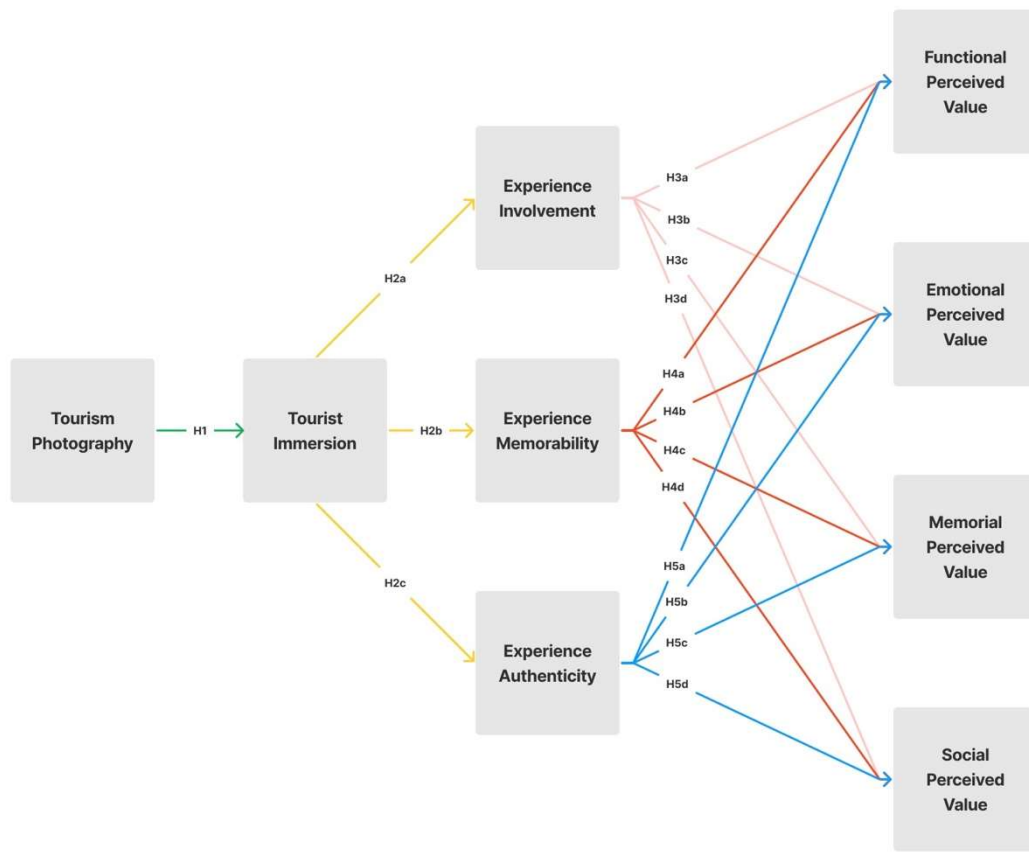 Functional
Perceived
Value
Experience
Involvement
H3a
H3b
H3c
H3d
H2a
Emotional
Perceived
Value
Tourism
Photography
H1
Tourist
Immersion
H2b
Experience
Memorability
H4a
H4b
H4c
H4d
Memorial
Perceived
Value
H2c
H5a
H5b
H5c
H5d
Experience
Authenticity
Social
Perceived
Value